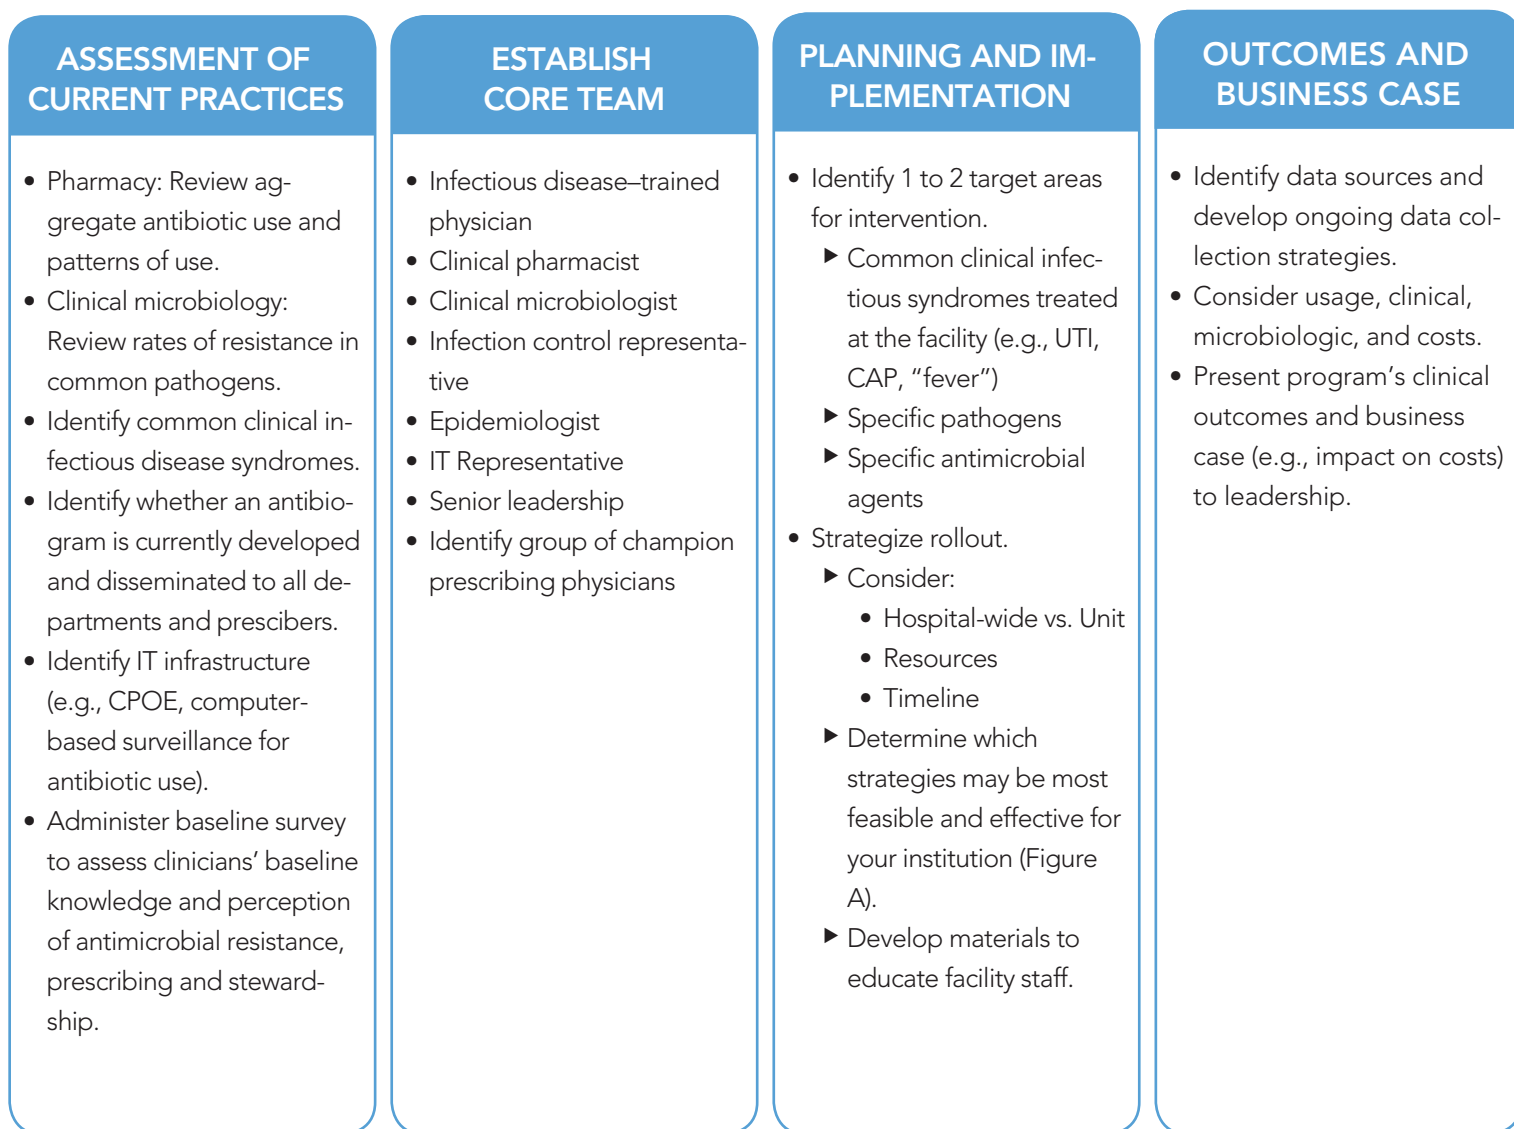 ASSESSMENT OF
CURRENT PRACTICES
• Pharmacy: Review ag-
gregate antibiotic use and
patterns of use.
• Clinical microbiology:
Review rates of resistance in
common pathogens.
• Identify common clinical in-
fectious disease syndromes.
• Identify whether an antibio-
gram is currently developed
and disseminated to all de-
partments and prescibers.
• Identify IT infrastructure
(e.g., CPOE, computer-
based surveillance for
antibiotic use).
• Administer baseline survey
to assess clinicians’ baseline
knowledge and perception
of antimicrobial resistance,
prescribing and steward-
ship.
ESTABLISH
CORE TEAM
• Infectious disease–trained
physician
• Clinical pharmacist
• Clinical microbiologist
• Infection control representa-
tive
• Epidemiologist
• IT Representative
• Senior leadership
• Identify group of champion
prescribing physicians
PLANNING AND IM-
PLEMENTATION
• Identify 1 to 2 target areas
for intervention.
▶ Common clinical infec-
tious syndromes treated
at the facility (e.g., UTI,
CAP, “fever”)
▶ Specific pathogens
▶ Specific antimicrobial
agents
• Strategize rollout.
▶ Consider:
• Hospital-wide vs. Unit
• Resources
• Timeline
▶ Determine which
strategies may be most
feasible and effective for
your institution (Figure
A).
▶ Develop materials to
educate facility staff.
OUTCOMES AND
BUSINESS CASE
• Identify data sources and
develop ongoing data col-
lection strategies.
• Consider usage, clinical,
microbiologic, and costs.
• Present program’s clinical
outcomes and business
case (e.g., impact on costs)
to leadership.